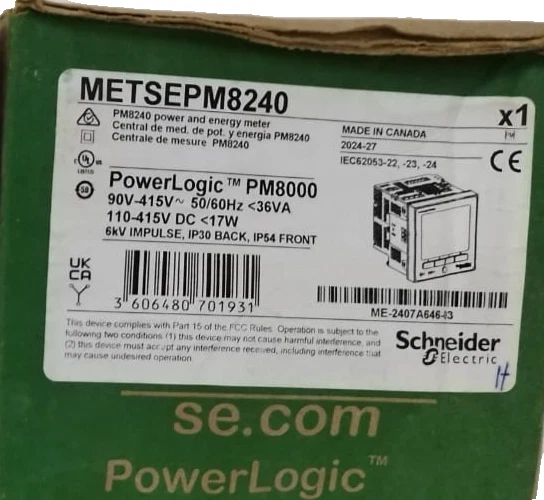 METSEPM8240
x1
PM8240 power and energy meter
Central de med. de pot. y energia PM8240
Centrale de mesure PM8240
MADE IN CANADA
2024-27
IEC62053-22, -23, -24
CE
UL
LISTED
PowerLogic™ PM8000
90V-415V~ 50/60Hz <36VA
110-415V DC <17W
6kV IMPULSE, IP30 BACK, IP54 FRONT
UK
CA
3 606480 701931
ME-2407A646-
This device complies with Part 15 of the FCC Rules. Operation is subject to the
following two conditions (1) this device may not cause harmful interference, and
(2) this device must accept any interference received, including interference that
may cause undesired operation.
Schneider
Electric
H
se.com
PowerLogic™